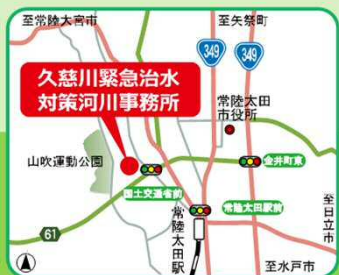 至常陸大宮市
至矢祭町
349
349
久慈川緊急治水
対策河川事務所
常陸太田
市役所
山吹運動公園
金井町東
国土交通省前
常陸太田駅前
常陸太田駅
61
至日立市
至水戸市